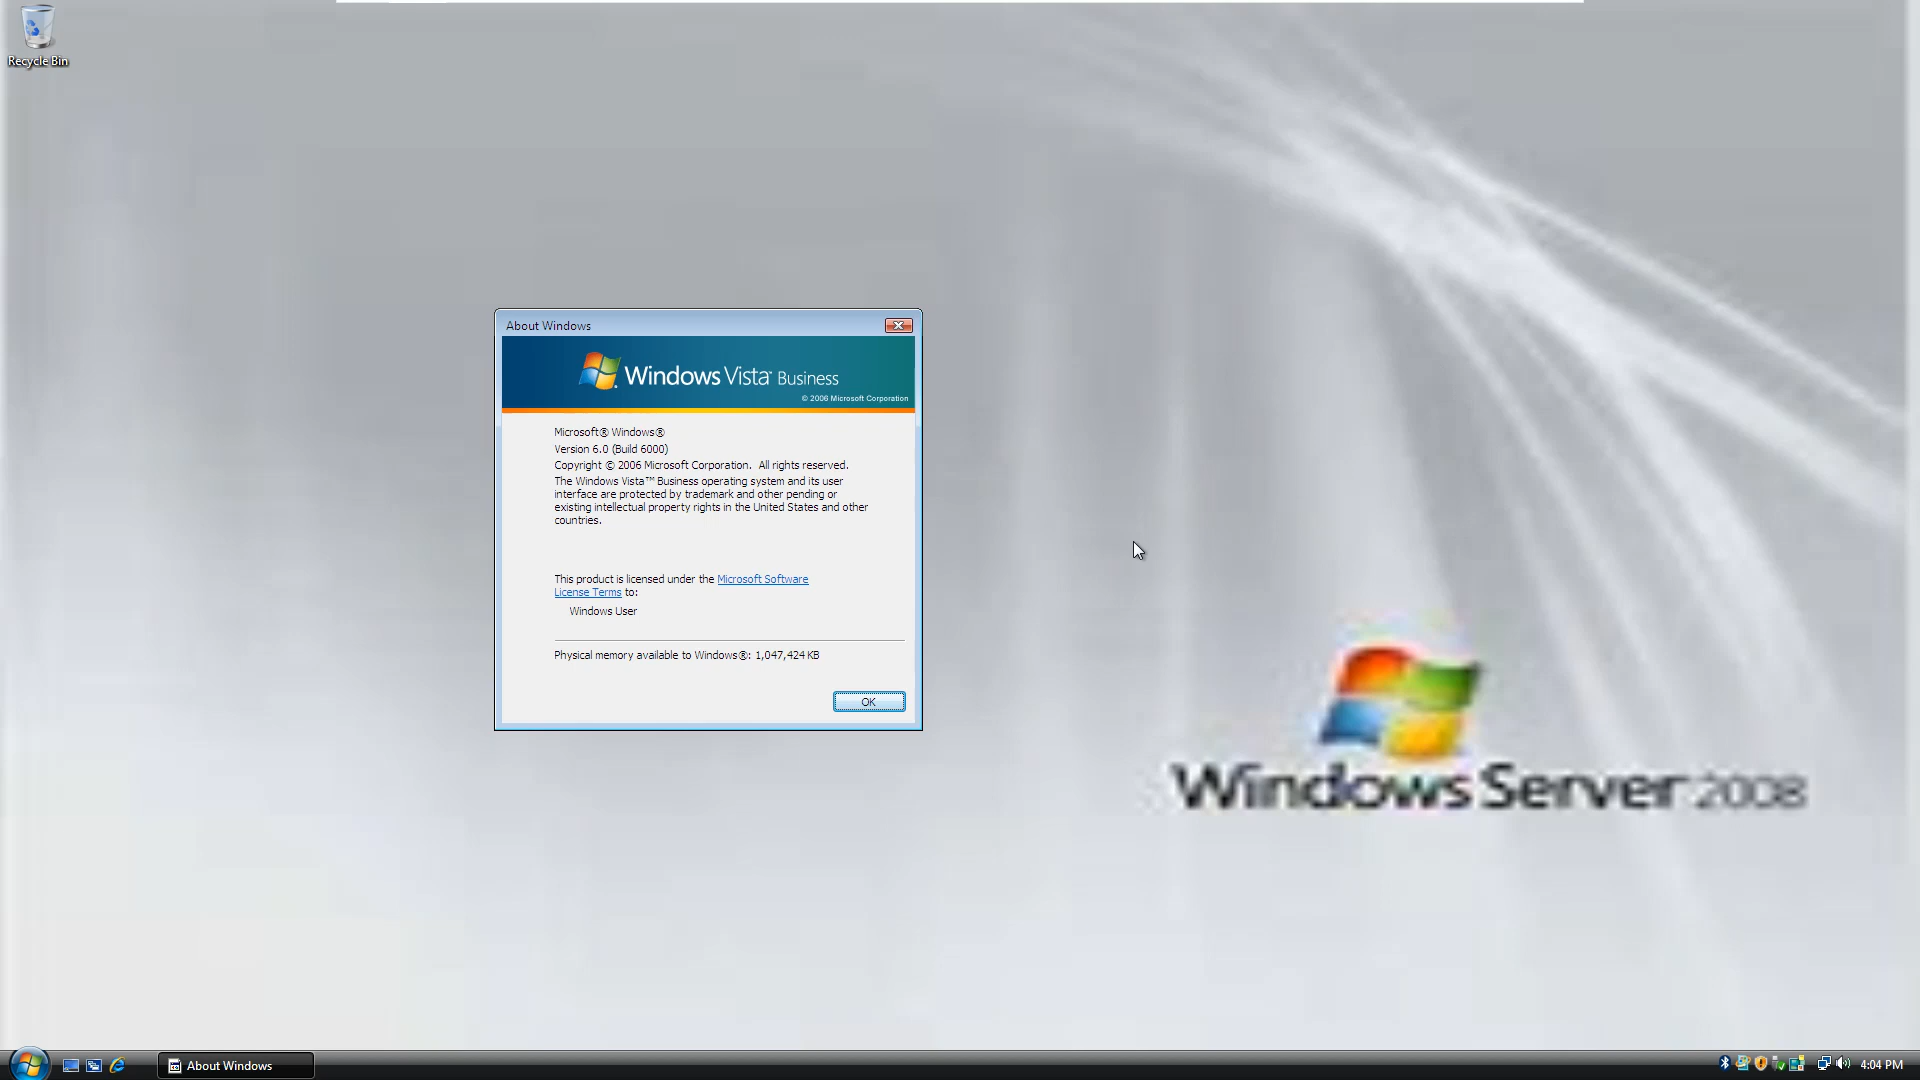 Recycle Bin
About Windows
Windows Vista™ Business
© 2006 Microsoft Corporation
Microsoft® Windows®
Version 6.0 (Build 6000)
Copyright © 2006 Microsoft Corporation. All rights reserved.
The Windows Vista™ Business operating system and its user
interface are protected by trademark and other pending or
existing intellectual property rights in the United States and other
countries.
This product is licensed under the Microsoft Software
License Terms to:
Windows User
Physical memory available to Windows®: 1,047,424 KB
OK
Windows Server 2008
About Windows
4:04 PM